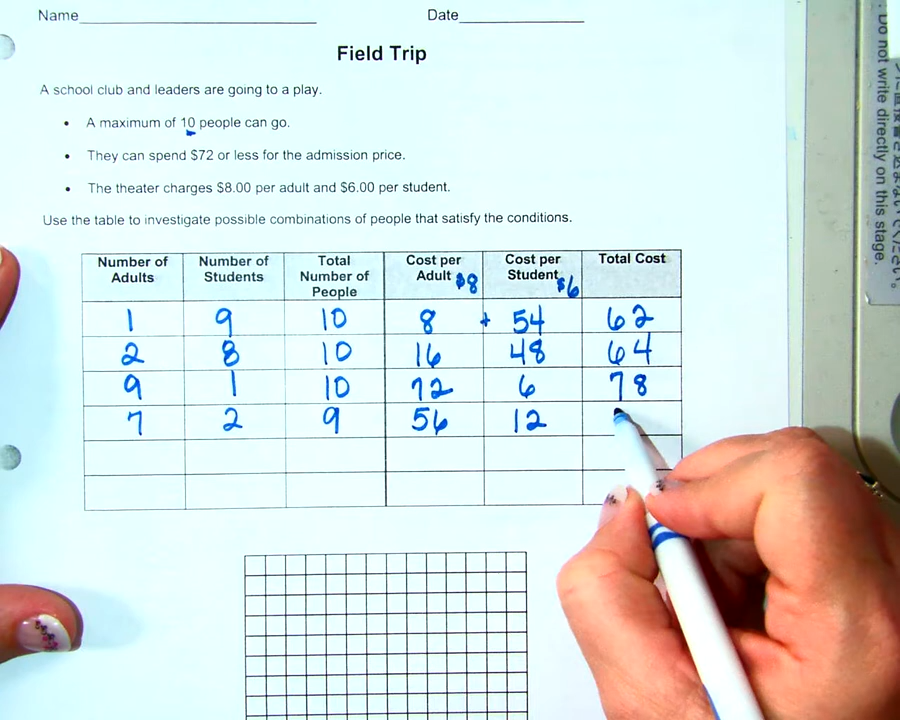 Name Date
Field Trip
A school club and leaders are going to a play.
• A maximum of 10 people can go.
• They can spend $72 or less for the admission price.
• The theater charges $8.00 per adult and $6.00 per student.
Use the table to investigate possible combinations of people that satisfy the conditions.
Number of Adults Number of Students Total Number of People Cost per Adult $8 Cost per Student $6 Total Cost
1 9 10 8 + 54 62
2 8 10 16 48 64
9 1 10 72 6 78
7 2 9 56 12
. Do not write directly on this stage.